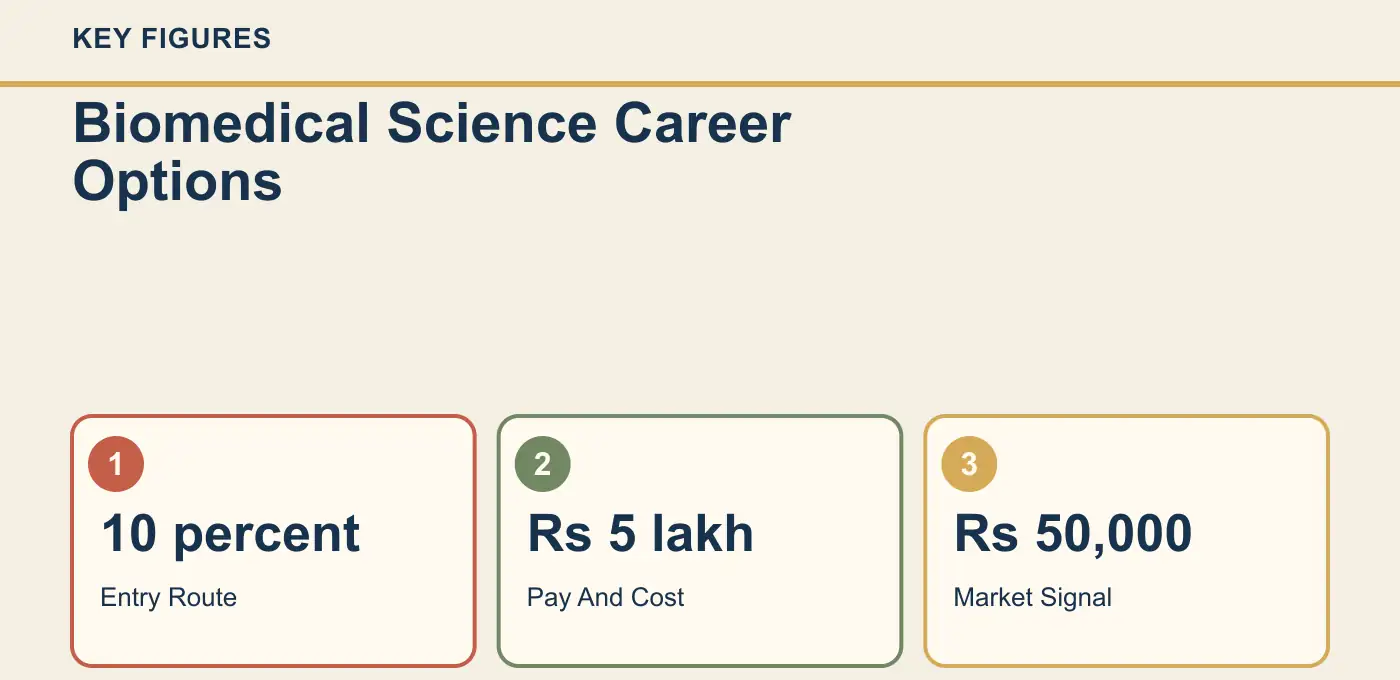 KEY FIGURES
Biomedical Science Career
Options
1
10 percent
Entry Route
2
Rs 5 lakh
Pay And Cost
3
Rs 50,000
Market Signal